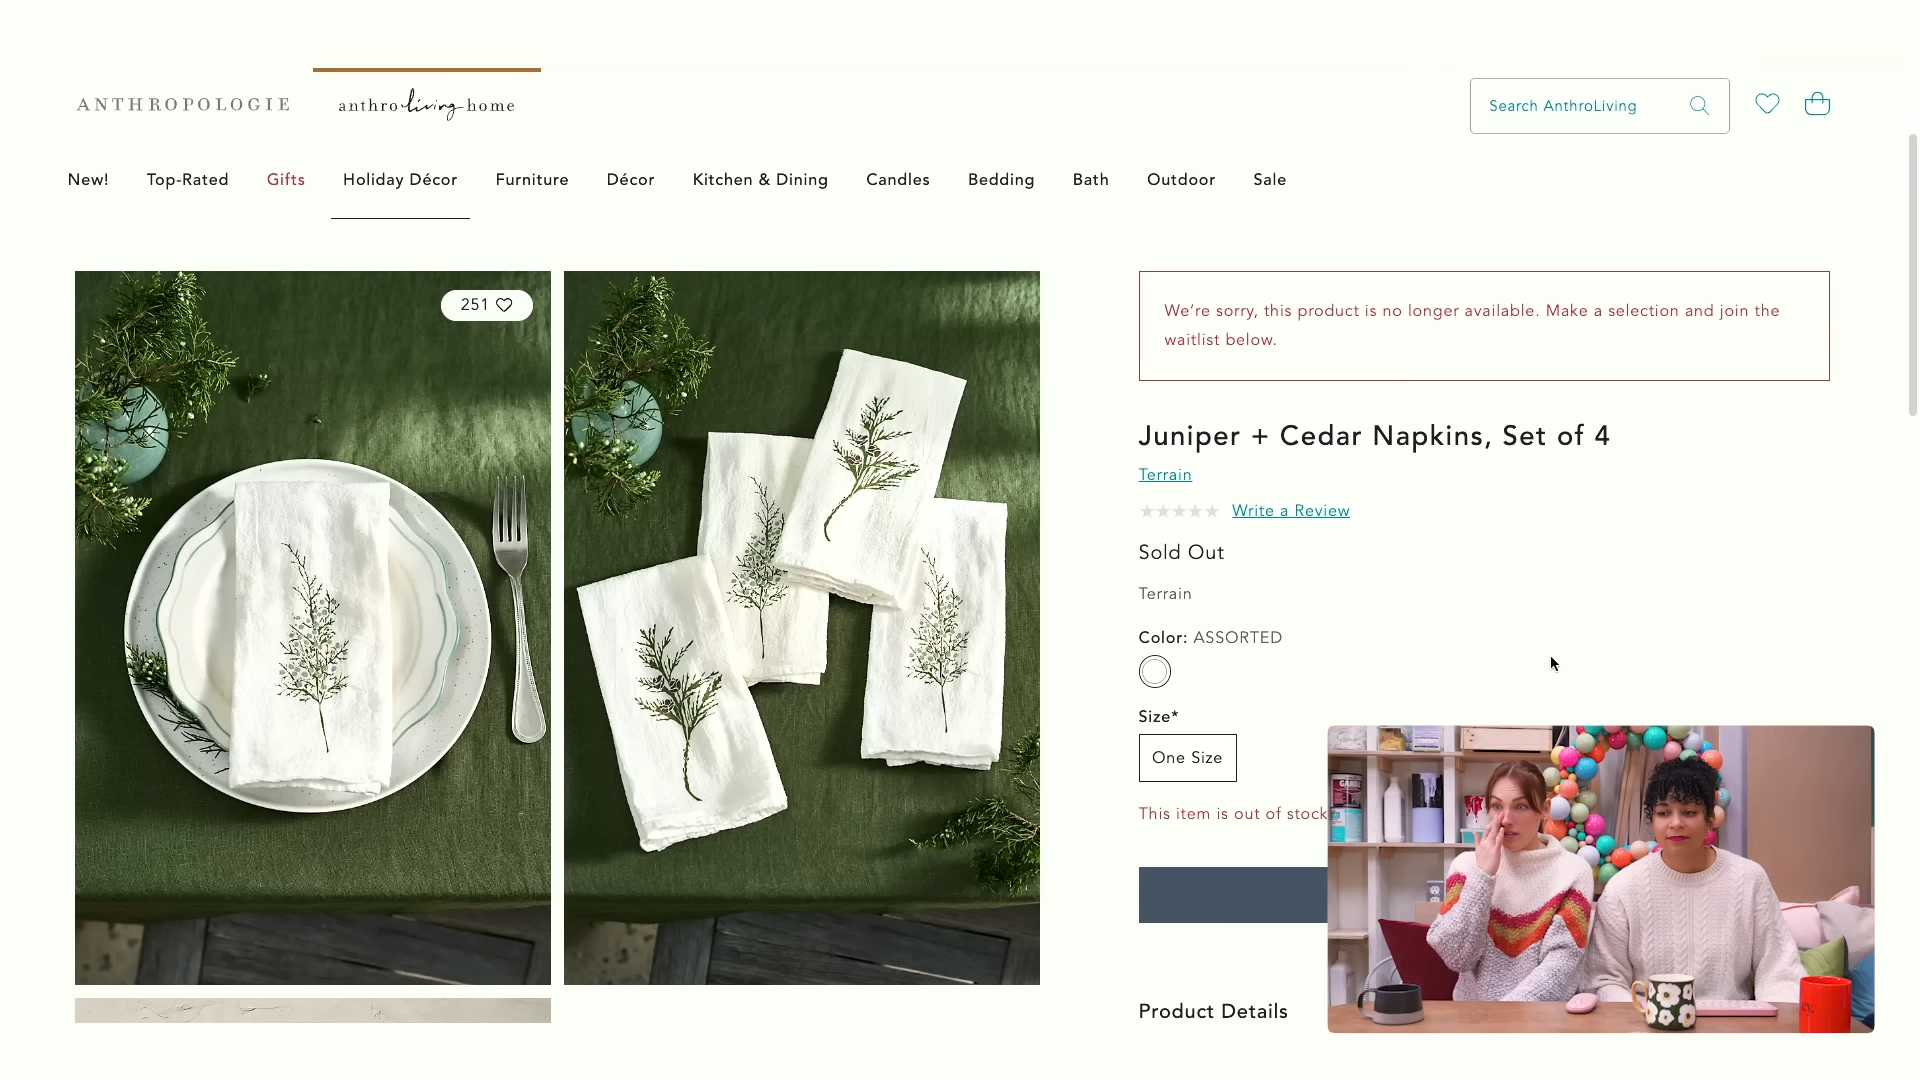 ANTHROPOLOGIE
anthroliving home
Search AnthroLiving
New! Top-Rated Gifts Holiday Décor Furniture Décor Kitchen & Dining Candles Bedding Bath Outdoor Sale
251
We're sorry, this product is no longer available. Make a selection and join the
waitlist below.
Juniper + Cedar Napkins, Set of 4
Terrain
Write a Review
Sold Out
Terrain
Color: ASSORTED
Size*
One Size
This item is out of stock
Product Details